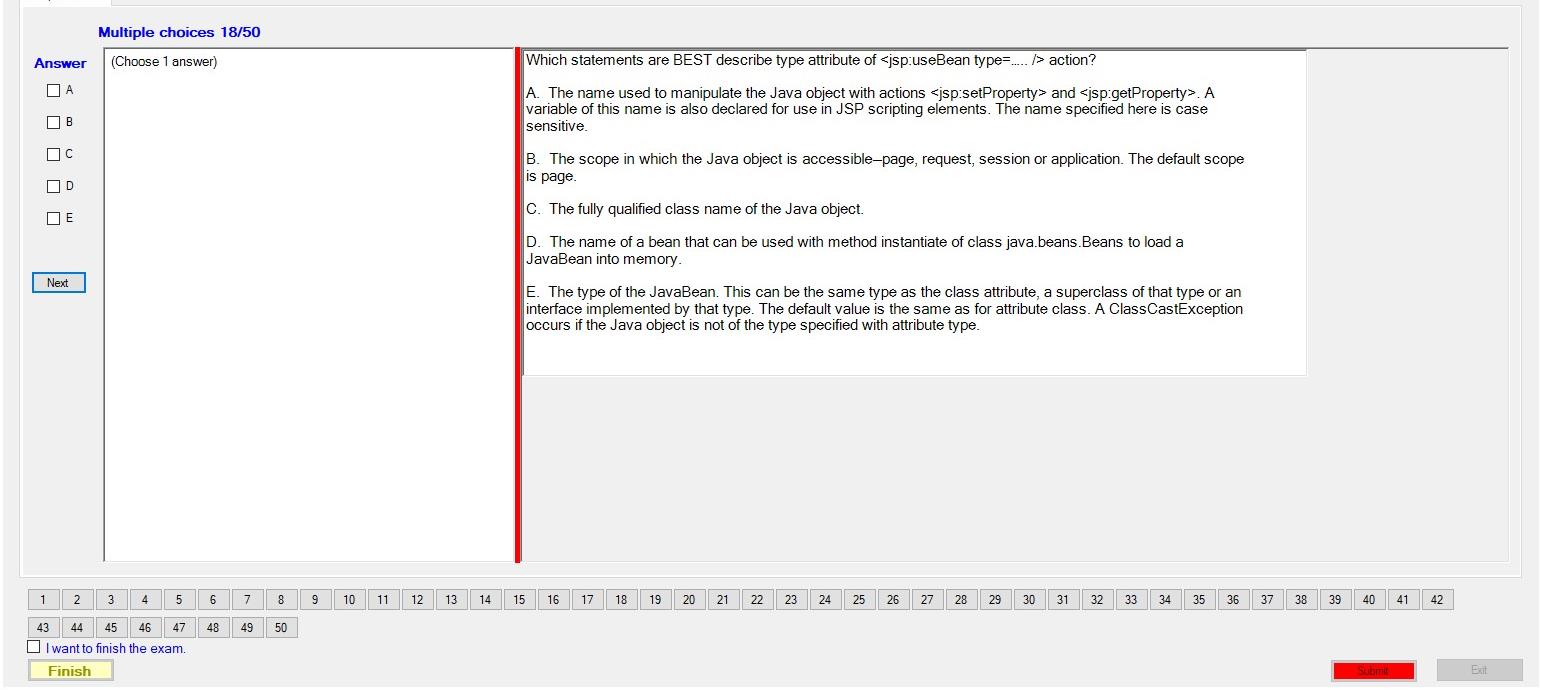 Multiple choices 18/50
Answer
(Choose 1 answer)
A
B
C
D
E
Next
Which statements are BEST describe type attribute of <jsp:useBean type=..... /> action?
A. The name used to manipulate the Java object with actions <jsp:setProperty> and <jsp:getProperty>. A
variable of this name is also declared for use in JSP scripting elements. The name specified here is case
sensitive.
B. The scope in which the Java object is accessible--page, request, session or application. The default scope
is page.
C. The fully qualified class name of the Java object.
D. The name of a bean that can be used with method instantiate of class java.beans.Beans to load a
JavaBean into memory.
E. The type of the JavaBean. This can be the same type as the class attribute, a superclass of that type or an
interface implemented by that type. The default value is the same as for attribute class. A ClassCastException
occurs if the Java object is not of the type specified with attribute type.
1 2 3 4 5 6 7 8 9 10 11 12 13 14 15 16 17 18 19 20 21 22 23 24 25 26 27 28 29 30 31 32 33 34 35 36 37 38 39 40 41 42
43 44 45 46 47 48 49 50
I want to finish the exam.
Finish
Submit
Exit